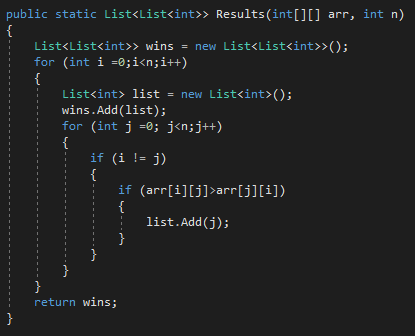 public static List<List<int>> Results(int[][] arr, int n)
{
List<List<int>> wins = new List<List<int>>();
for (int i =0;i<n;i++)
{
List<int> list = new List<int>();
wins.Add(list);
for (int j =0; j<n;j++)
{
if (i != j)
{
if (arr[i][j]>arr[j][i])
{
list.Add(j);
}
}
}
}
return wins;
}